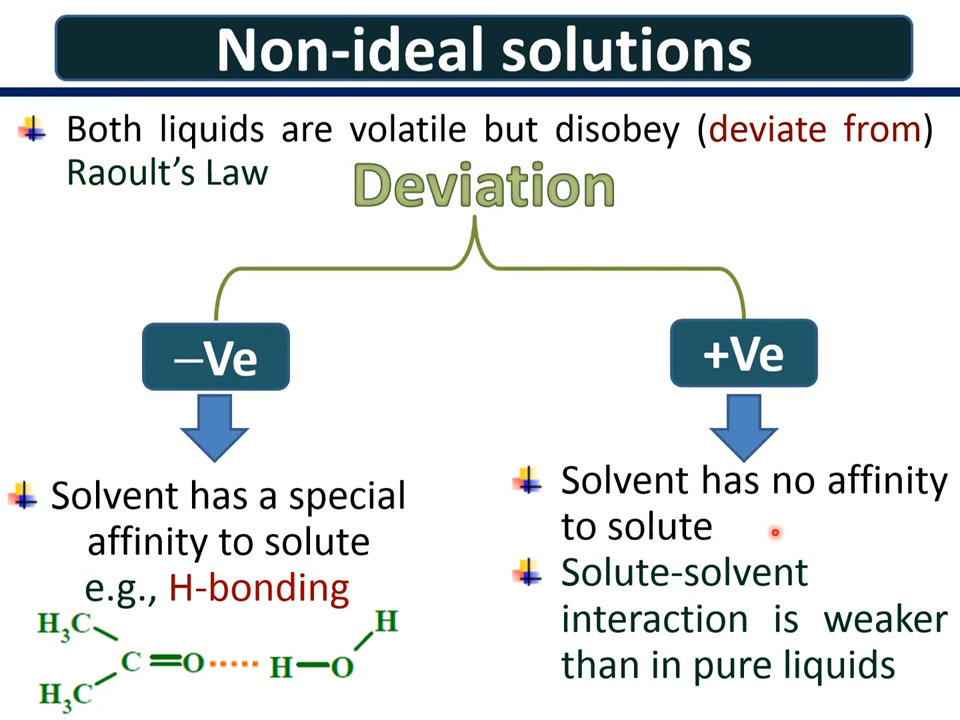 Non-ideal solutions
Both liquids are volatile but disobey (deviate from)
Raoult's Law
Deviation
–Ve
+Ve
Solvent has a special
affinity to solute
e.g., H-bonding
H3C
C=O·····H—O
H
H3C
Solvent has no affinity
to solute
Solute-solvent
interaction is weaker
than in pure liquids